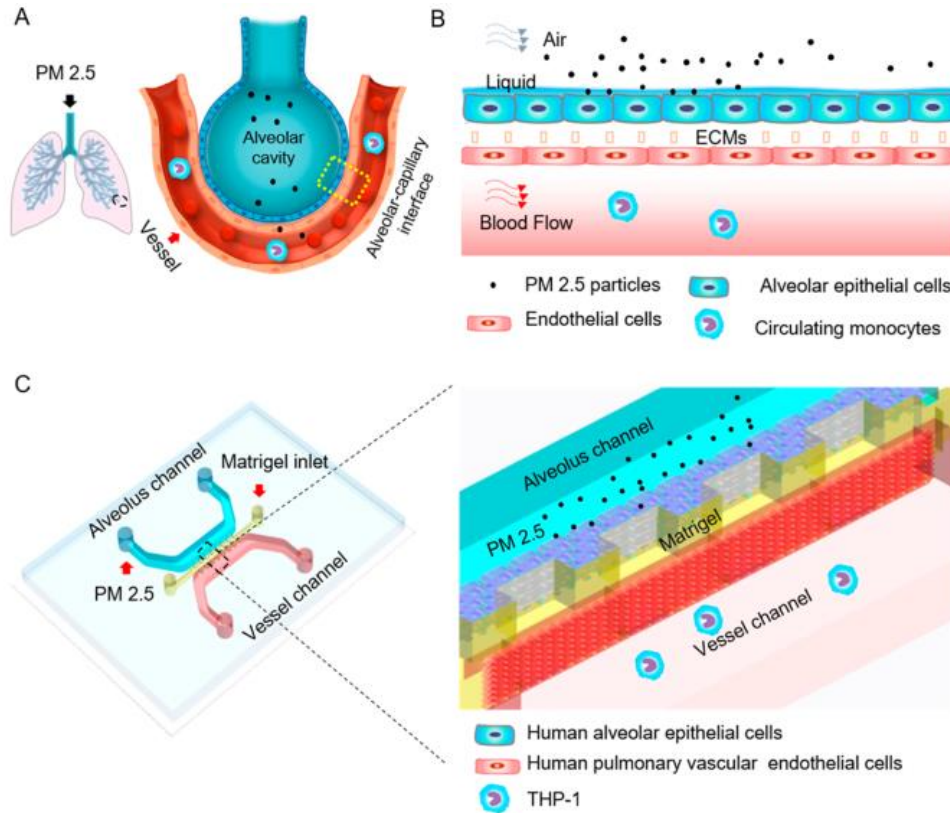 A
PM 2.5
Alveolar
cavity
Vessel
Alveolar-capillary
interface
B
Air
Liquid
ECMs
Blood Flow
PM 2.5 particles
Alveolar epithelial cells
Endothelial cells
Circulating monocytes
C
Alveolus channel
Matrigel inlet
PM 2.5
Vessel channel
Alveolus channel
PM 2.5
Matrigel
Vessel channel
Human alveolar epithelial cells
Human pulmonary vascular endothelial cells
THP-1